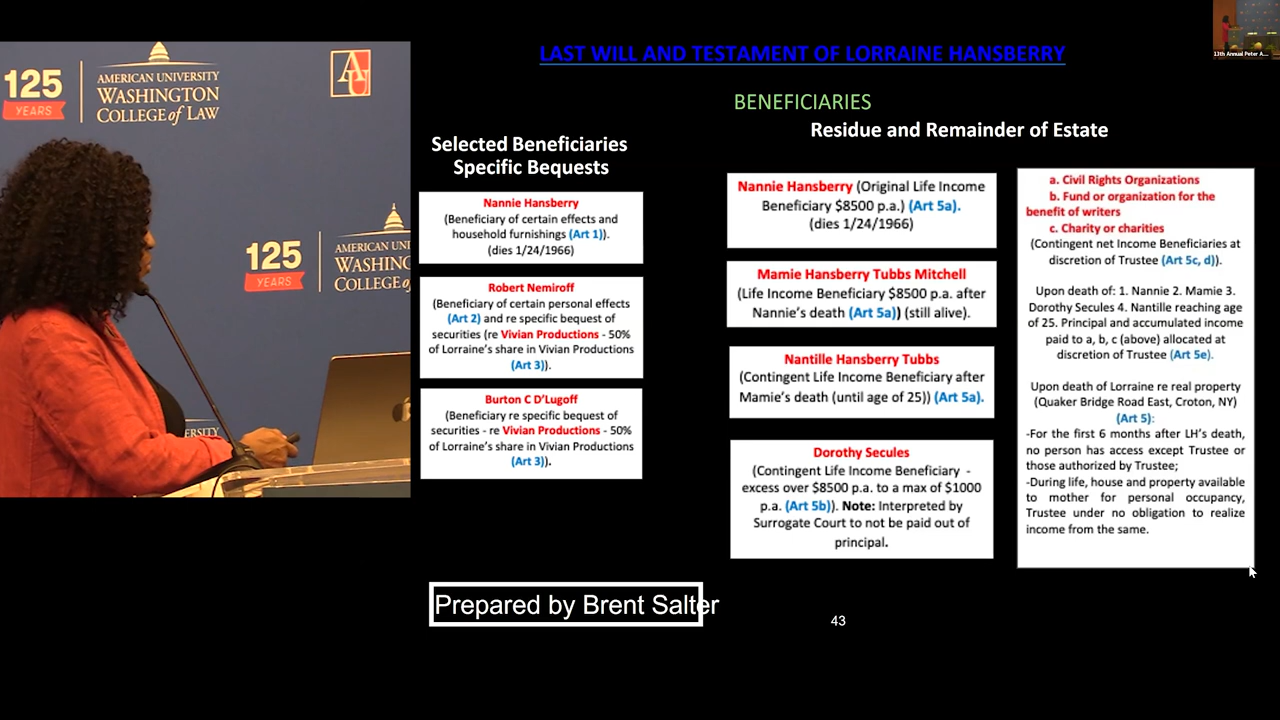 125
YEARS
AMERICAN UNIVERSITY
WASHINGTON
COLLEGE of LAW
AU
125
YEARS
AMERICAN UNI
WASHING
COLLEGE of
UNIVERSITY
13th Annual Peter A...
LAST WILL AND TESTAMENT OF LORRAINE HANSBERRY
BENEFICIARIES
Selected Beneficiaries
Specific Bequests
Nannie Hansberry
(Beneficiary of certain effects and
household furnishings (Art 1)).
(dies 1/24/1966)
Robert Nemiroff
(Beneficiary of certain personal effects
(Art 2) and re specific bequest of
securities (re Vivian Productions - 50%
of Lorraine's share in Vivian Productions
(Art 3)).
Burton C D'Lugoff
(Beneficiary re specific bequest of
securities - re Vivian Productions - 50%
of Lorraine's share in Vivian Productions
(Art 3)).
Residue and Remainder of Estate
Nannie Hansberry (Original Life Income
Beneficiary $8500 p.a.) (Art 5a).
(dies 1/24/1966)
Mamie Hansberry Tubbs Mitchell
(Life Income Beneficiary $8500 p.a. after
Nannie's death (Art 5a)) (still alive).
Nantille Hansberry Tubbs
(Contingent Life Income Beneficiary after
Mamie's death (until age of 25)) (Art 5a).
Dorothy Secules
(Contingent Life Income Beneficiary -
excess over $8500 p.a. to a max of $1000
p.a. (Art 5b)). Note: Interpreted by
Surrogate Court to not be paid out of
principal.
a. Civil Rights Organizations
b. Fund or organization for the
benefit of writers
c. Charity or charities
(Contingent net Income Beneficiaries at
discretion of Trustee (Art 5c, d)).
Upon death of: 1. Nannie 2. Mamie 3.
Dorothy Secules 4. Nantille reaching age
of 25. Principal and accumulated income
paid to a, b, c (above) allocated at
discretion of Trustee (Art 5e).
Upon death of Lorraine re real property
(Quaker Bridge Road East, Croton, NY)
(Art 5):
-For the first 6 months after LH's death,
no person has access except Trustee or
those authorized by Trustee;
-During life, house and property available
to mother for personal occupancy,
Trustee under no obligation to realize
income from the same.
Prepared by Brent Salter
43